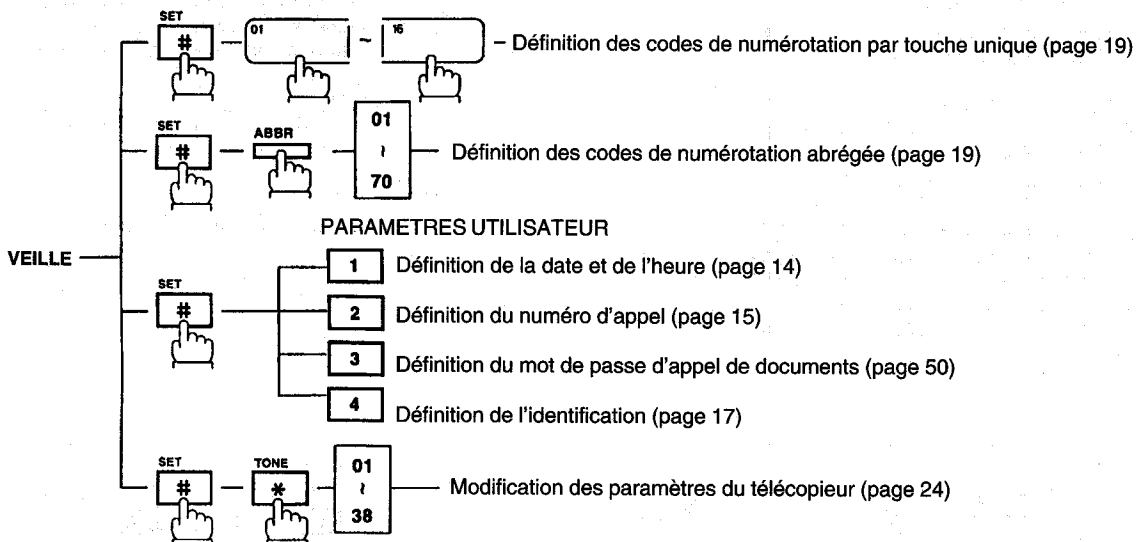 SET
# 01 ~ 16 – Définition des codes de numérotation par touche unique (page 19)
SET ABBR 01
# ~ Définition des codes de numérotation abrégée (page 19)
70
PARAMETRES UTILISATEUR
VEILLE
SET
#
1 Définition de la date et de l'heure (page 14)
2 Définition du numéro d'appel (page 15)
3 Définition du mot de passe d'appel de documents (page 50)
4 Définition de l'identification (page 17)
SET TONE 01
# * ~ Modification des paramètres du télécopieur (page 24)
38